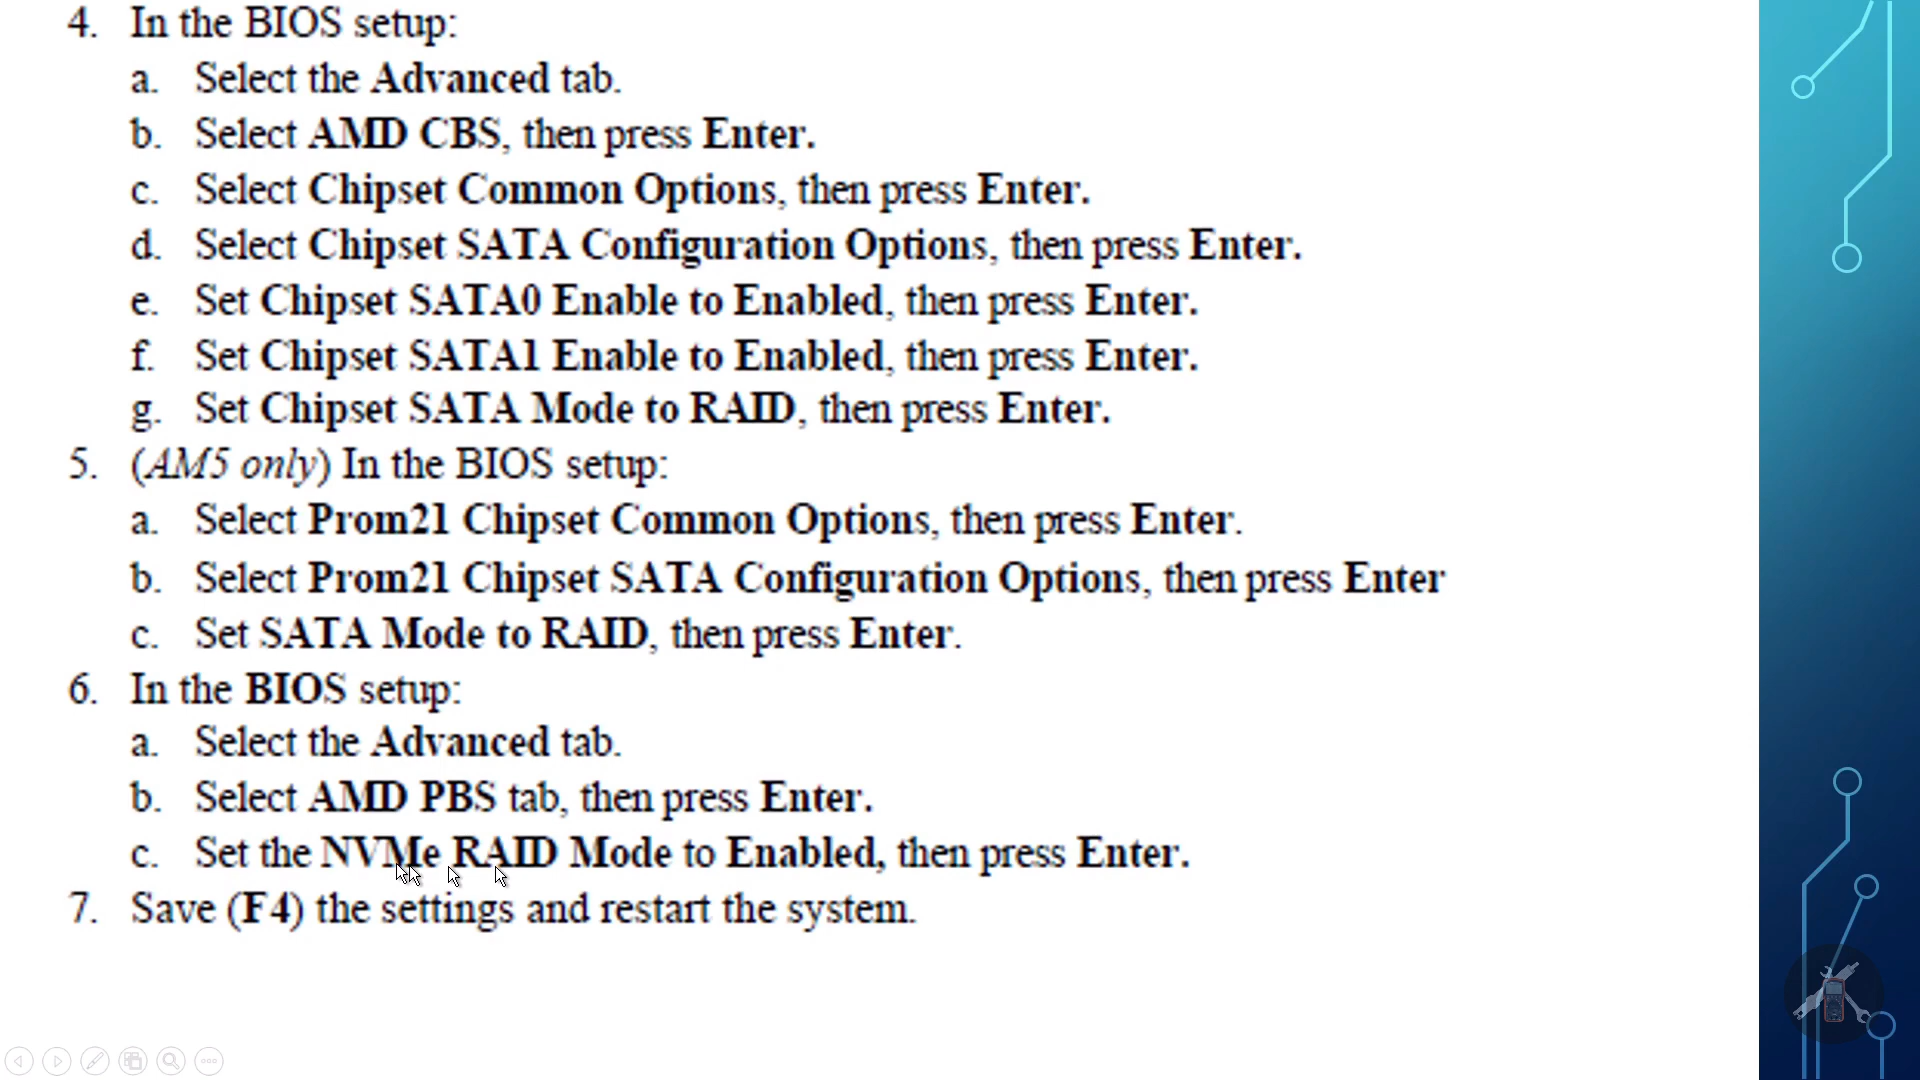 4. In the BIOS setup:
a. Select the Advanced tab.
b. Select AMD CBS, then press Enter.
c. Select Chipset Common Options, then press Enter.
d. Select Chipset SATA Configuration Options, then press Enter.
e. Set Chipset SATA0 Enable to Enabled, then press Enter.
f. Set Chipset SATA1 Enable to Enabled, then press Enter.
g. Set Chipset SATA Mode to RAID, then press Enter.
5. (AM5 only) In the BIOS setup:
a. Select Prom21 Chipset Common Options, then press Enter.
b. Select Prom21 Chipset SATA Configuration Options, then press Enter
c. Set SATA Mode to RAID, then press Enter.
6. In the BIOS setup:
a. Select the Advanced tab.
b. Select AMD PBS tab, then press Enter.
c. Set the NVMe RAID Mode to Enabled, then press Enter.
7. Save (F4) the settings and restart the system.